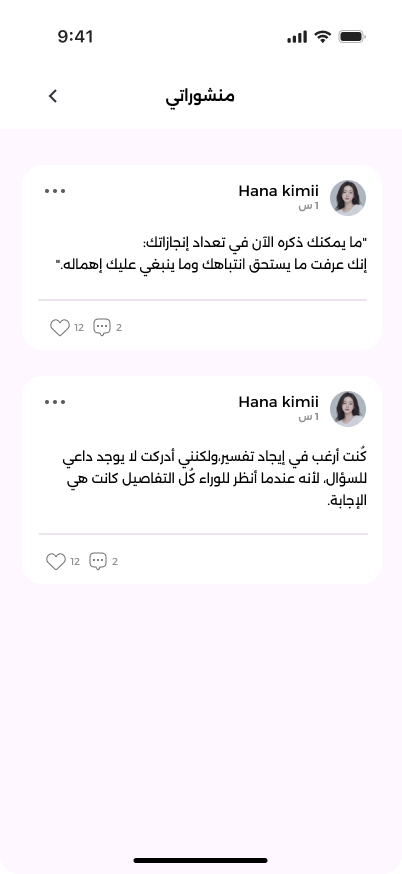 9:41
منشوراتي
Hana kimii
1 س
"ما يمكنك ذكره الآن في تعداد إنجازاتك:
إنك عرفت ما يستحق انتباهك وما ينبغي عليك إهماله."
12 2
Hana kimii
1 س
كُنت أرغب في إيجاد تفسير،ولكنني أدركت لا يوجد داعي
للسؤال، لأنه عندما أنظر للوراء كُل التفاصيل كانت هي
الإجابة.
12 2